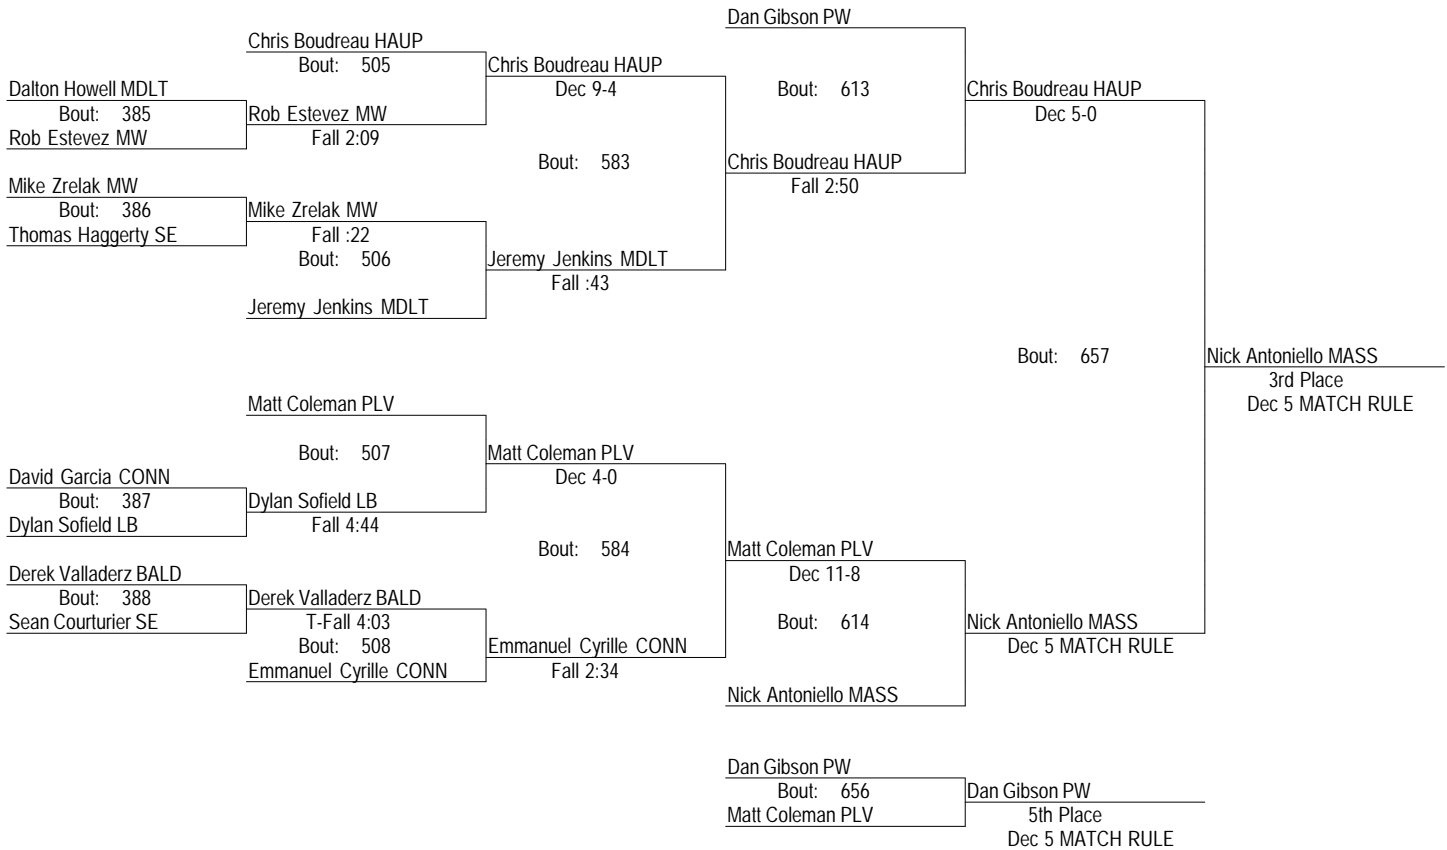 Dan Gibson PW
Chris Boudreau HAUP
Bout: 505
Chris Boudreau HAUP
Dalton Howell MDLT
Dec 9-4
Bout: 613
Chris Boudreau HAUP
Bout: 385
Rob Estevez MW
Dec 5-0
Rob Estevez MW
Fall 2:09
Bout: 583
Chris Boudreau HAUP
Mike Zrelak MW
Fall 2:50
Bout: 386
Mike Zrelak MW
Thomas Haggerty SE
Fall :22
Bout: 506
Jeremy Jenkins MDLT
Fall :43
Jeremy Jenkins MDLT
Bout: 657
Nick Antoniello MASS
3rd Place
Dec 5 MATCH RULE
Matt Coleman PLV
Bout: 507
Matt Coleman PLV
David Garcia CONN
Dec 4-0
Bout: 387
Dylan Sofield LB
Dylan Sofield LB
Fall 4:44
Bout: 584
Matt Coleman PLV
Derek Valladerz BALD
Dec 11-8
Bout: 388
Derek Valladerz BALD
Sean Courturier SE
T-Fall 4:03
Bout: 614
Nick Antoniello MASS
Bout: 508
Emmanuel Cyrille CONN
Dec 5 MATCH RULE
Emmanuel Cyrille CONN
Fall 2:34
Nick Antoniello MASS
Dan Gibson PW
Bout: 656
Dan Gibson PW
Matt Coleman PLV
5th Place
Dec 5 MATCH RULE